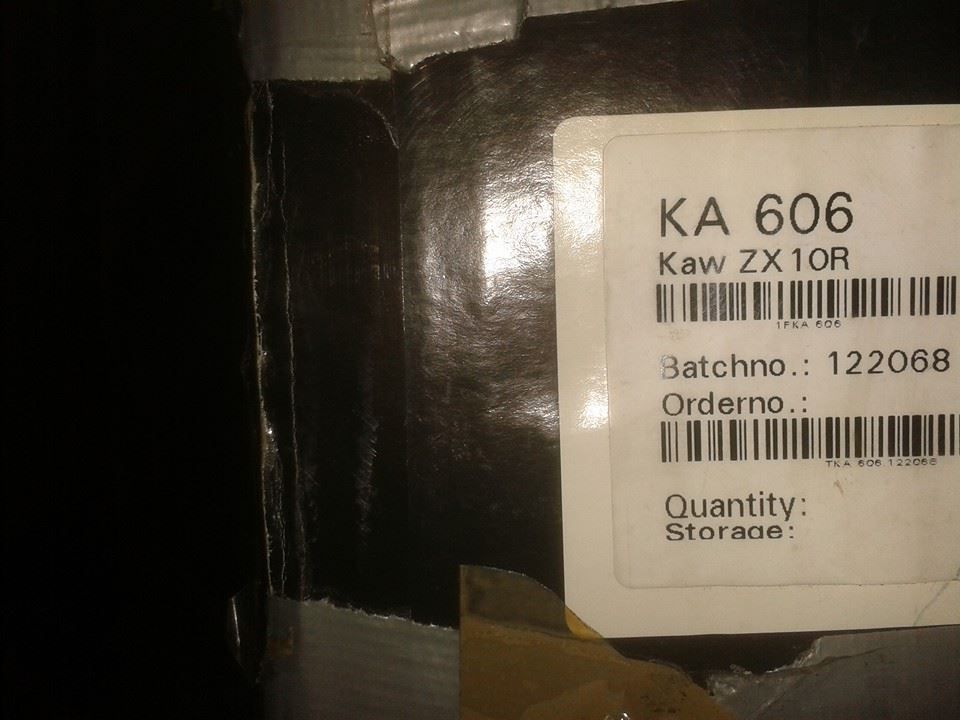 KA 606
Kaw ZX10R
1FKA 606
Batchno.: 122068
Orderno.:
TKA 606.122068
Quantity:
Storage: